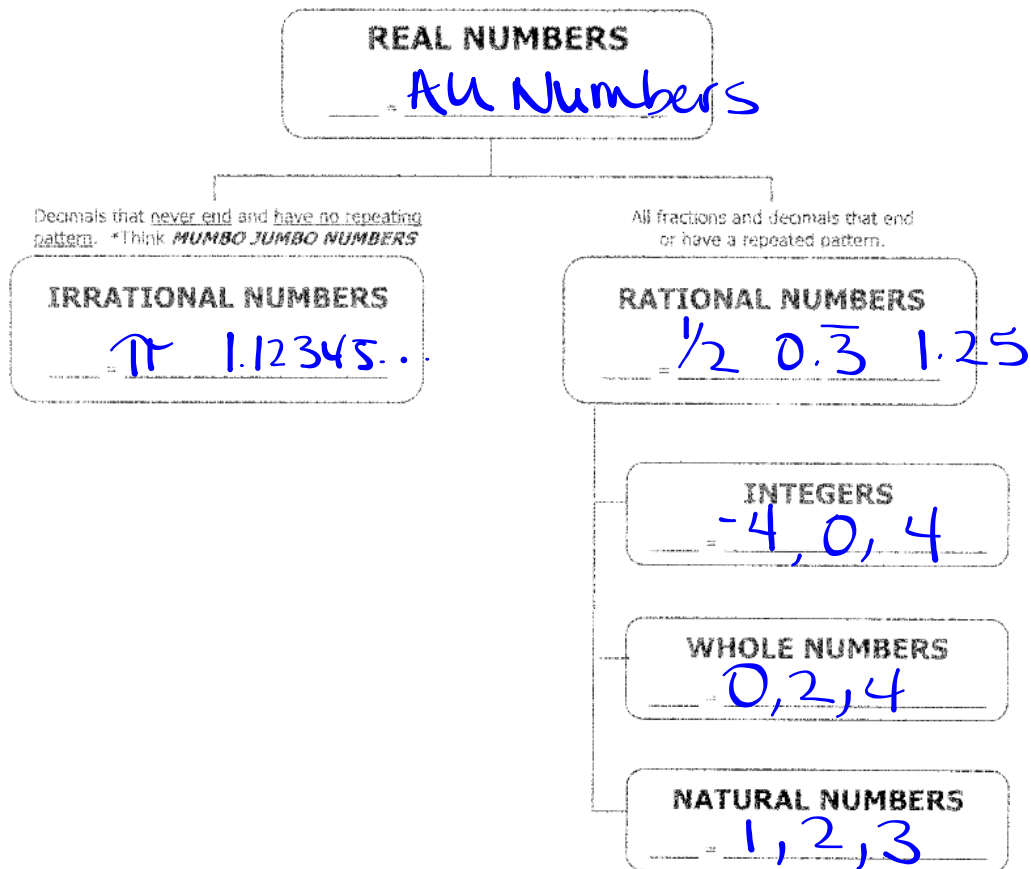 REAL NUMBERS
= All Numbers
Decimals that never end and have no repeating
pattern. *Think MUMBO JUMBO NUMBERS
IRRATIONAL NUMBERS
= π 1.12345...
All fractions and decimals that end
or have a repeated pattern.
RATIONAL NUMBERS
= 1/2 0.3̅ 1.25
INTEGERS
= -4, 0, 4
WHOLE NUMBERS
= 0, 2, 4
NATURAL NUMBERS
= 1, 2, 3